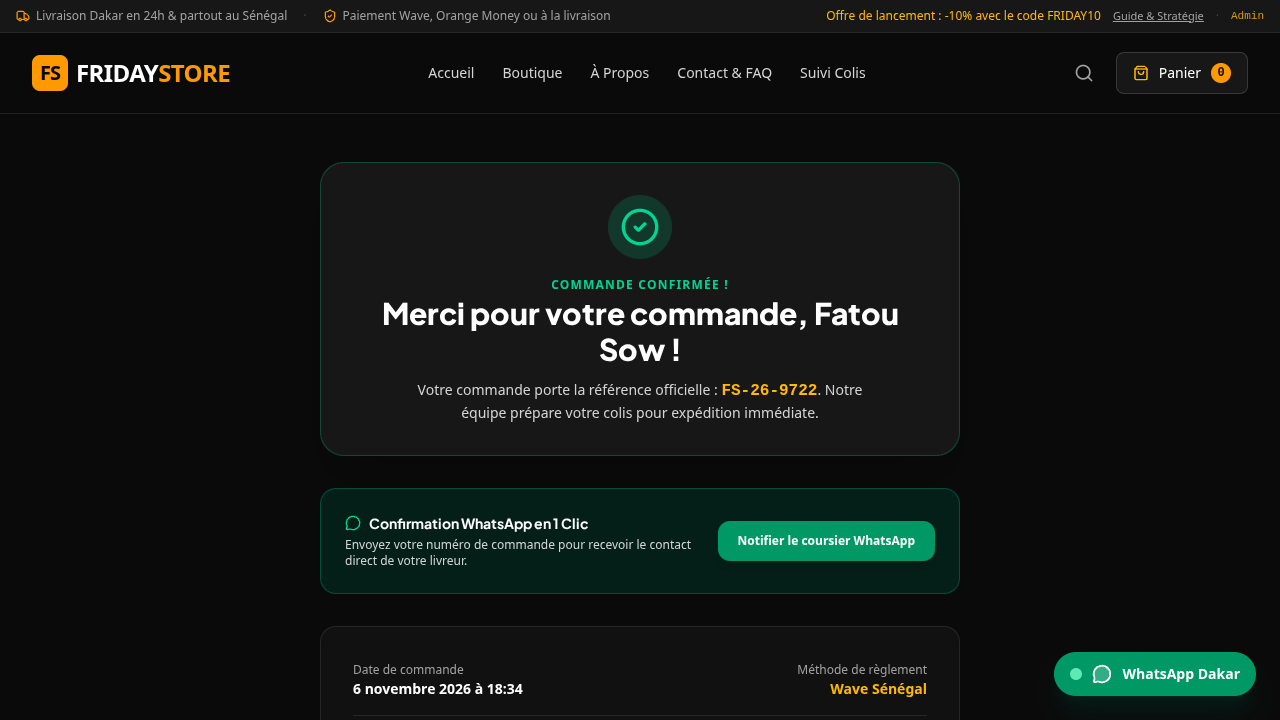 Livraison Dakar en 24h & partout au Sénégal · Paiement Wave, Orange Money ou à la livraison Offre de lancement : -10% avec le code FRIDAY10 Guide & Stratégie · Admin
FS FRIDAYSTORE Accueil Boutique À Propos Contact & FAQ Suivi Colis Panier 0
COMMANDE CONFIRMÉE !
Merci pour votre commande, Fatou
Sow !
Votre commande porte la référence officielle : FS-26-9722. Notre
équipe prépare votre colis pour expédition immédiate.
Confirmation WhatsApp en 1 Clic
Envoyez votre numéro de commande pour recevoir le contact
direct de votre livreur.
Notifier le coursier WhatsApp
Date de commande Méthode de règlement
6 novembre 2026 à 18:34 Wave Sénégal
WhatsApp Dakar